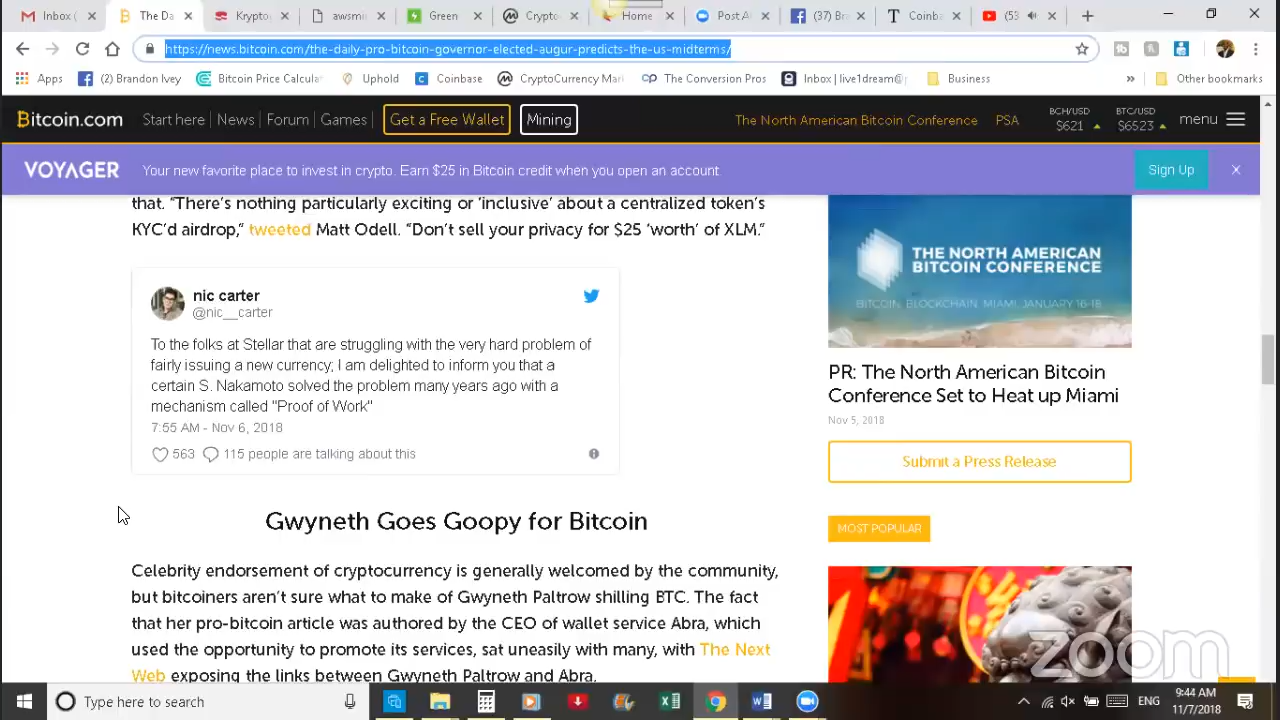 Inbox (
The Da
Krypto
awsmi
Green
Crypto
Home
Post A
(37) Br
Coinb
(53
https://news.bitcoin.com/the-daily-pro-bitcoin-governor-elected-augur-predicts-the-us-midterms/
Apps
(2) Brandon Ivey
Bitcoin Price Calcula
Uphold
Coinbase
CryptoCurrency Mar
The Conversion Pros
Inbox | live1dream@
Business
»
Other bookmarks
Bitcoin.com
Start here | News | Forum | Games |
Get a Free Wallet
Mining
The North American Bitcoin Conference
PSA
BCH/USD
$621
BTC/USD
$6523
menu
VOYAGER
Your new favorite place to invest in crypto. Earn $25 in Bitcoin credit when you open an account.
Sign Up
that. “There’s nothing particularly exciting or ‘inclusive’ about a centralized token’s
KYC’d airdrop,” tweeted Matt Odell. “Don’t sell your privacy for $25 ‘worth’ of XLM.”
nic carter
@nic__carter
To the folks at Stellar that are struggling with the very hard problem of
fairly issuing a new currency; I am delighted to inform you that a
certain S. Nakamoto solved the problem many years ago with a
mechanism called "Proof of Work"
7:55 AM - Nov 6, 2018
563
115 people are talking about this
Gwyneth Goes Goopy for Bitcoin
Celebrity endorsement of cryptocurrency is generally welcomed by the community,
but bitcoiners aren’t sure what to make of Gwyneth Paltrow shilling BTC. The fact
that her pro-bitcoin article was authored by the CEO of wallet service Abra, which
used the opportunity to promote its services, sat uneasily with many, with The Next
Web exposing the links between Gwyneth Paltrow and Abra.
THE NORTH AMERICAN
BITCOIN CONFERENCE
BITCOIN, BLOCKCHAIN, MIAMI, JANUARY 16-18
PR: The North American Bitcoin
Conference Set to Heat up Miami
Nov 5, 2018
Submit a Press Release
MOST POPULAR
zoom
Type here to search
ENG
9:44 AM
11/7/2018